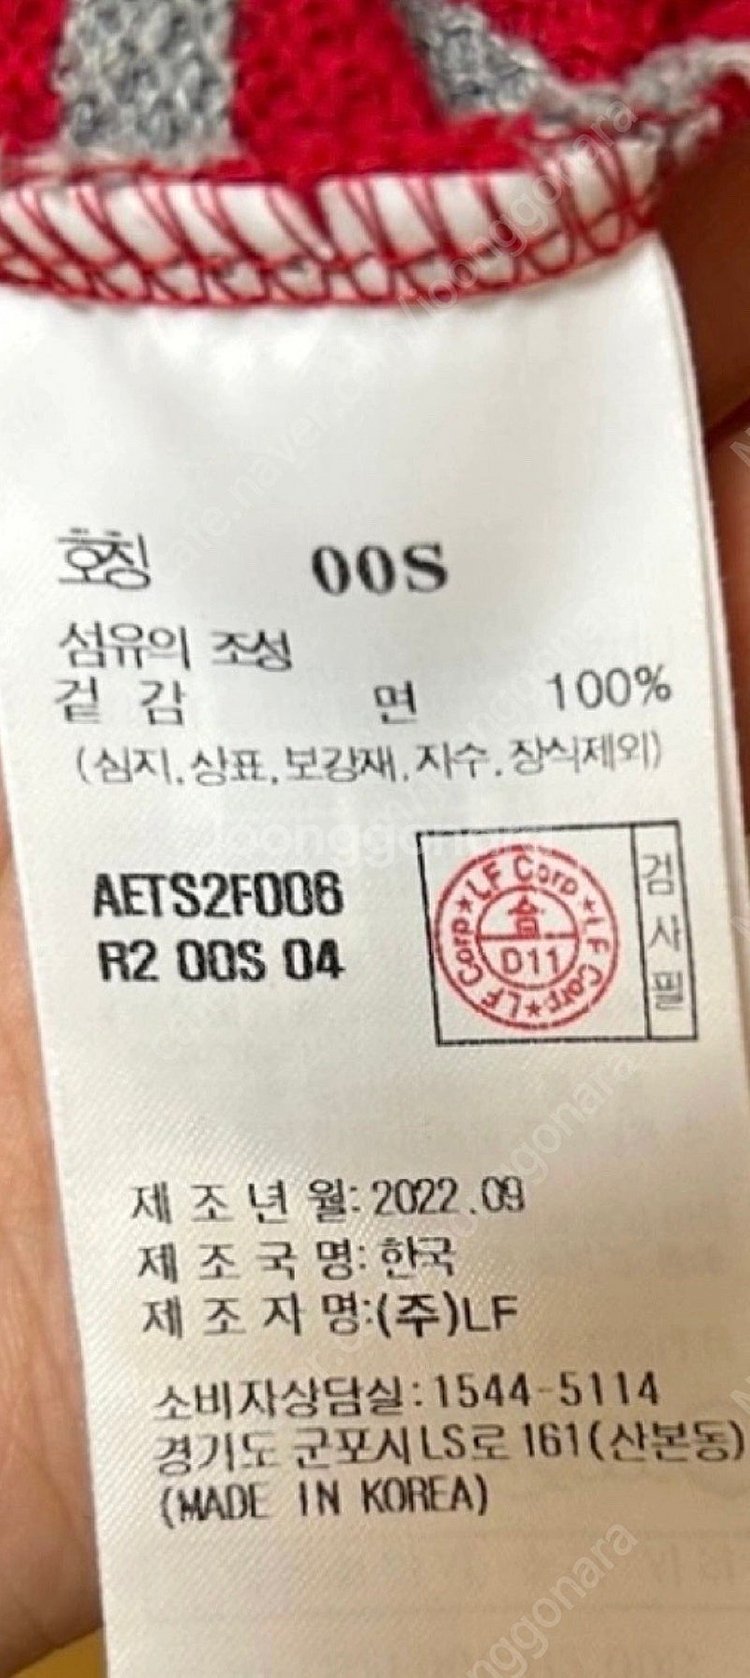 호칭 00S
섬유의 조성
겉 감 면 100%
(심지.상표.보강재.자수.장식제외)
AETS2F006
R2 00S 04
LF Corp★LF Corp★LF Corp★
合
D11
검사필
제 조 년 월:2022.09
제 조 국 명:한국
제 조 자 명:(주)LF
소비자상담실:1544-5114
경기도 군포시 LS로 161(산본동)
(MADE IN KOREA)
joonggonara